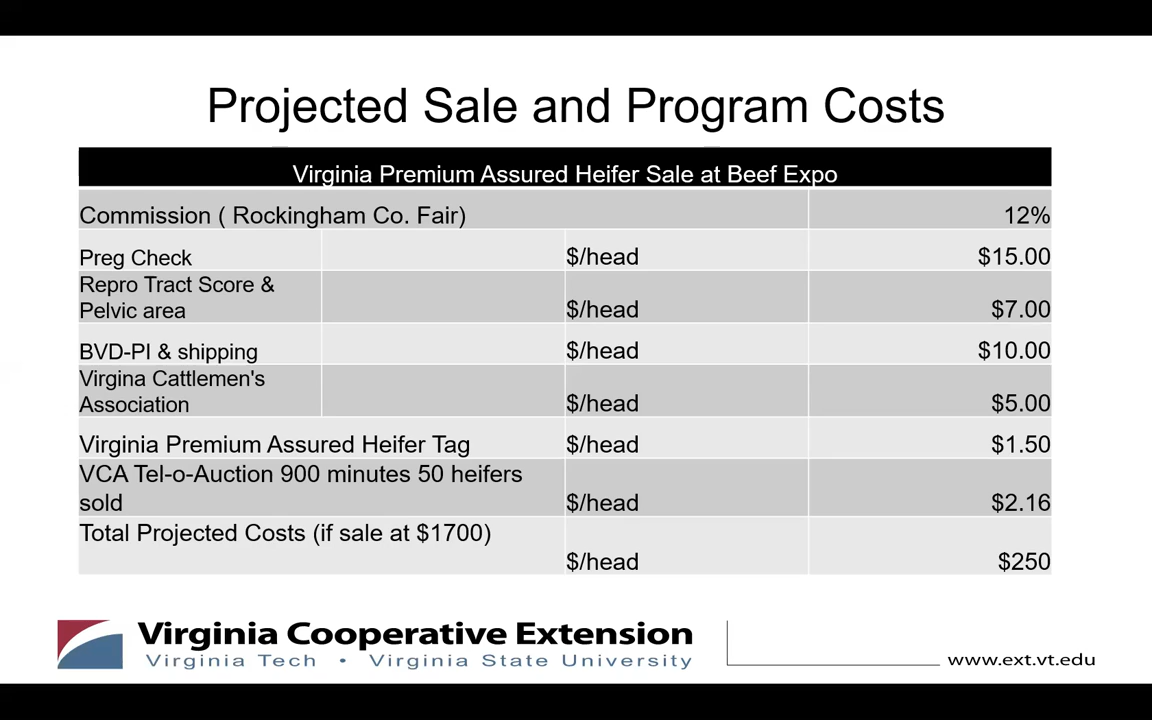 Projected Sale and Program Costs
Virginia Premium Assured Heifer Sale at Beef Expo
Commission ( Rockingham Co. Fair) 12%
Preg Check $/head $15.00
Repro Tract Score &
Pelvic area $/head $7.00
BVD-PI & shipping $/head $10.00
Virgina Cattlemen's
Association $/head $5.00
Virginia Premium Assured Heifer Tag $/head $1.50
VCA Tel-o-Auction 900 minutes 50 heifers
sold $/head $2.16
Total Projected Costs (if sale at $1700)
$/head $250
Virginia Cooperative Extension
Virginia Tech • Virginia State University
www.ext.vt.edu